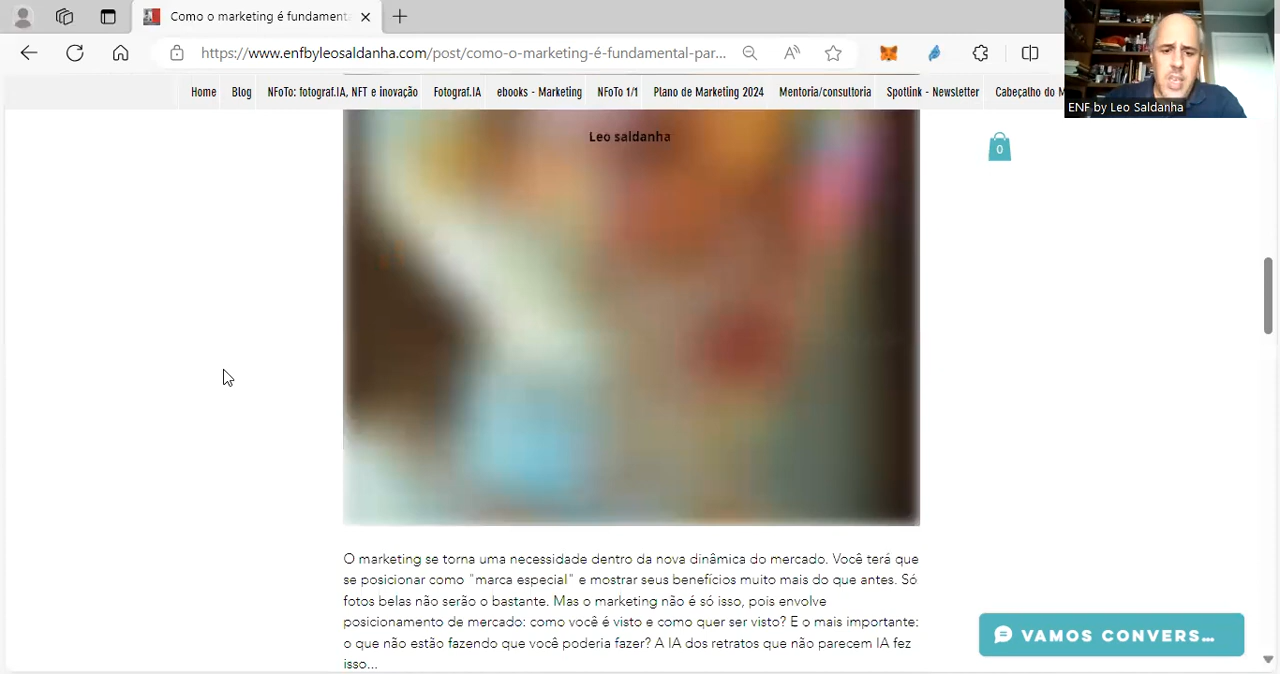 Como o marketing é fundament
https://www.enfbyleosaldanha.com/post/como-o-marketing-é-fundamental-par...
Home Blog NFoTo: fotograf.IA, NFT e inovação Fotograf.IA ebooks - Marketing NFoTo 1/1 Plano de Marketing 2024 Mentoria/consultoria Spotlink - Newsletter Cabeçalho do M
ENF by Leo Saldanha
Leo saldanha
0
O marketing se torna uma necessidade dentro da nova dinâmica do mercado. Você terá que
se posicionar como "marca especial" e mostrar seus benefícios muito mais do que antes. Só
fotos belas não serão o bastante. Mas o marketing não é só isso, pois envolve
posicionamento de mercado: como você é visto e como quer ser visto? E o mais importante:
o que não estão fazendo que você poderia fazer? A IA dos retratos que não parecem IA fez
isso...
VAMOS CONVERS...